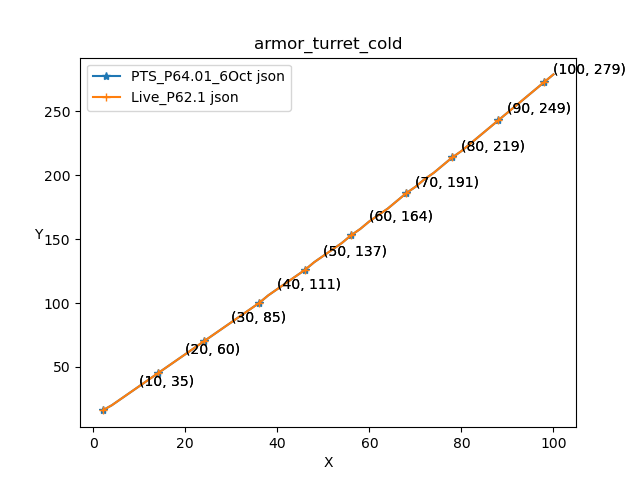 armor_turret_cold
PTS_P64.01_6Oct json
Live_P62.1 json
(100, 279)
(90, 249)
(80, 219)
(70, 191)
(60, 164)
(50, 137)
(40, 111)
(30, 85)
(20, 60)
(10, 35)
250
200
150
100
50
Y
0 20 40 60 80 100
X